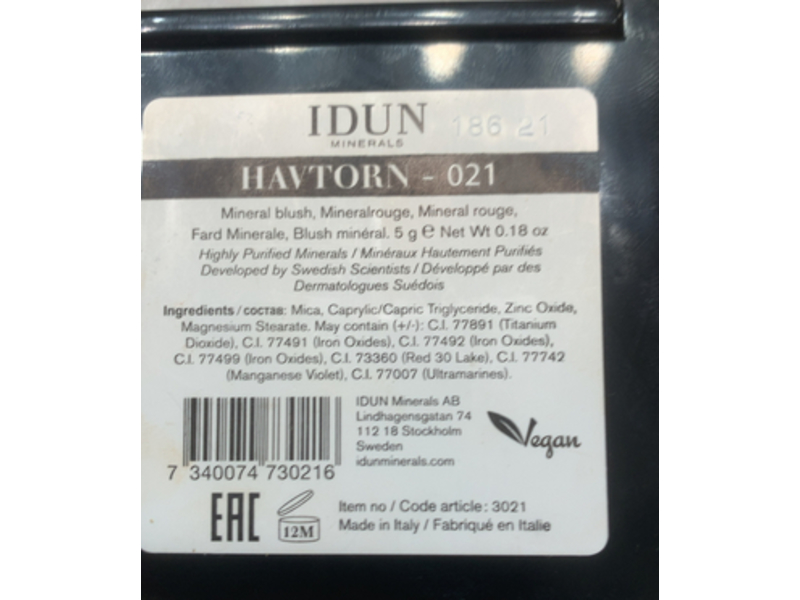 IDUN
MINERALS
186 21
HAVTORN - 021
Mineral blush, Mineralrouge, Mineral rouge,
Fard Minerale, Blush minéral. 5 g ℮ Net Wt 0.18 oz
Highly Purified Minerals / Minéraux Hautement Purifiés
Developed by Swedish Scientists / Développé par des
Dermatologues Suédois
Ingredients / состав: Mica, Caprylic/Capric Triglyceride, Zinc Oxide,
Magnesium Stearate. May contain (+/-): C.I. 77891 (Titanium
Dioxide), C.I. 77491 (Iron Oxides), C.I. 77492 (Iron Oxides),
C.I. 77499 (Iron Oxides), C.I. 73360 (Red 30 Lake), C.I. 77742
(Manganese Violet), C.I. 77007 (Ultramarines).
IDUN Minerals AB
Lindhagensgatan 74
112 18 Stockholm
Sweden
idunminerals.com
Vegan
7 340074 730216
EAC
12M
Item no / Code article: 3021
Made in Italy / Fabriqué en Italie